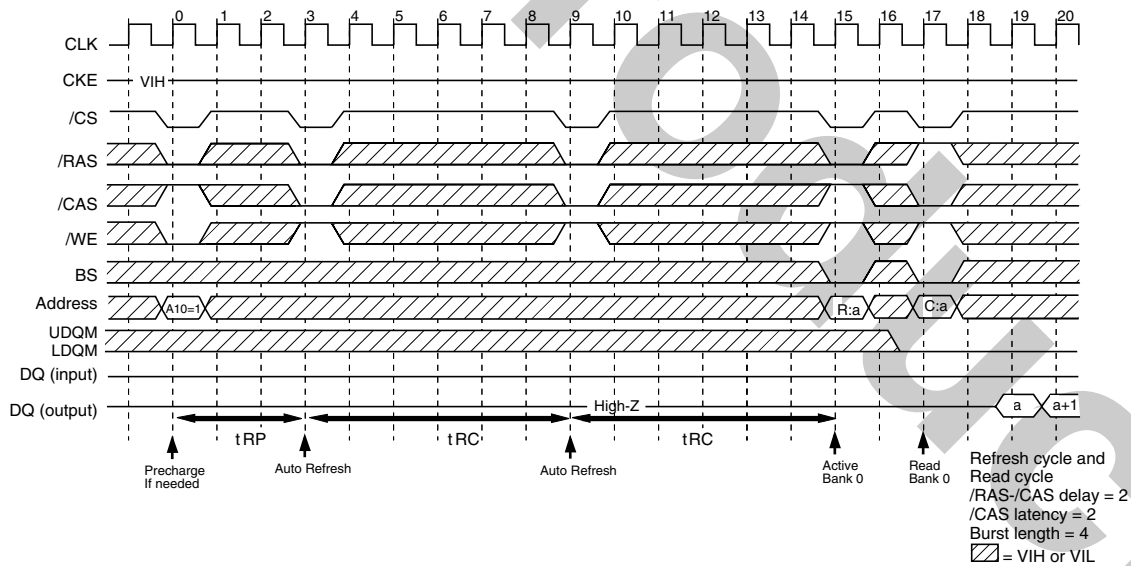 0 1 2 3 4 5 6 7 8 9 10 11 12 13 14 15 16 17 18 19 20
CLK
CKE VIH
/CS
/RAS
/CAS
/WE
BS
Address A10=1 R:a C:a
UDQM
LDQM
DQ (input)
DQ (output) High-Z a a+1
tRP tRC tRC
Precharge
If needed
Auto Refresh
Auto Refresh
Active
Bank 0
Read
Bank 0
Refresh cycle and
Read cycle
/RAS-/CAS delay = 2
/CAS latency = 2
Burst length = 4
= VIH or VIL